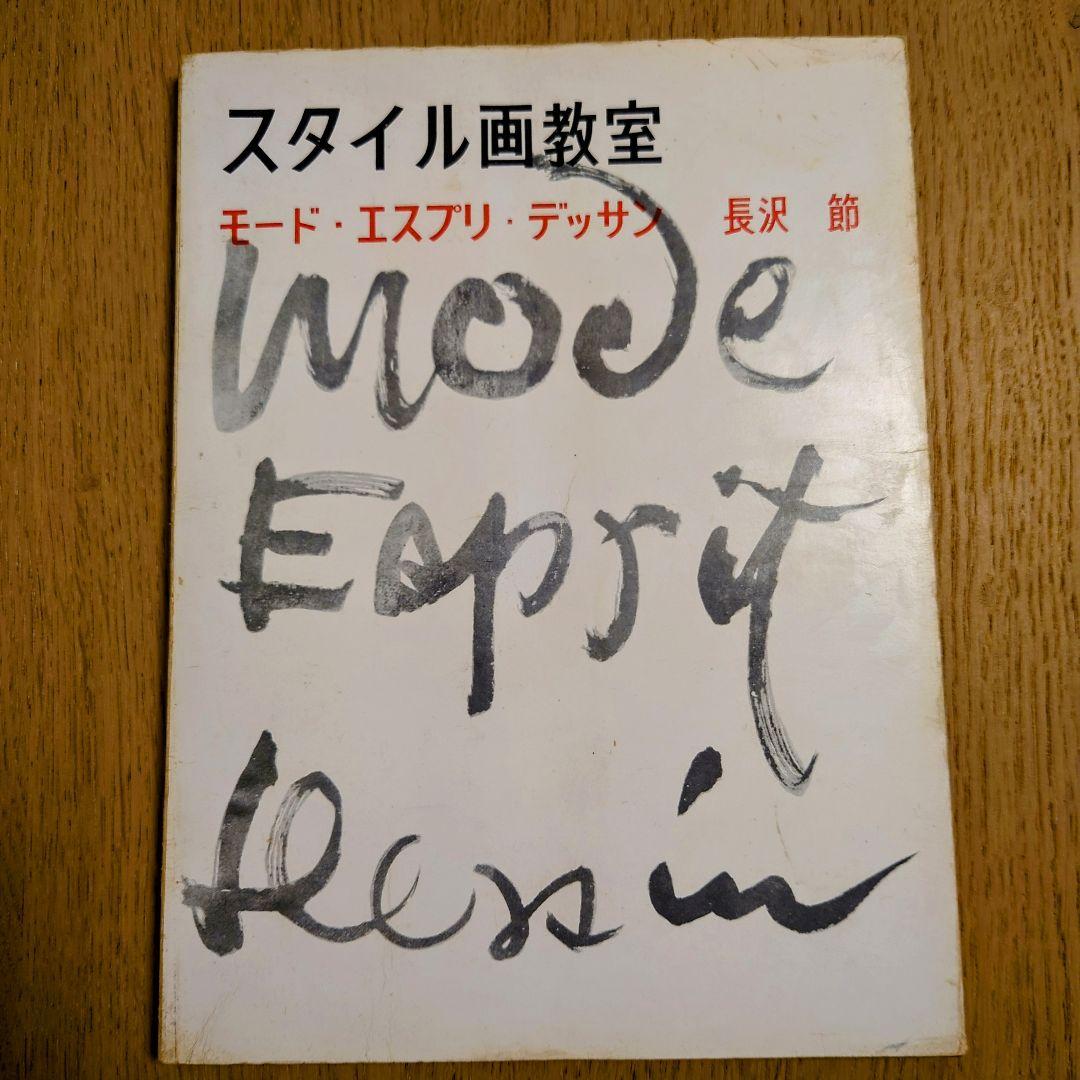 スタイル画教室
モード・エスプリ・デッサン 長沢 節
mode
Esprit
Dessin